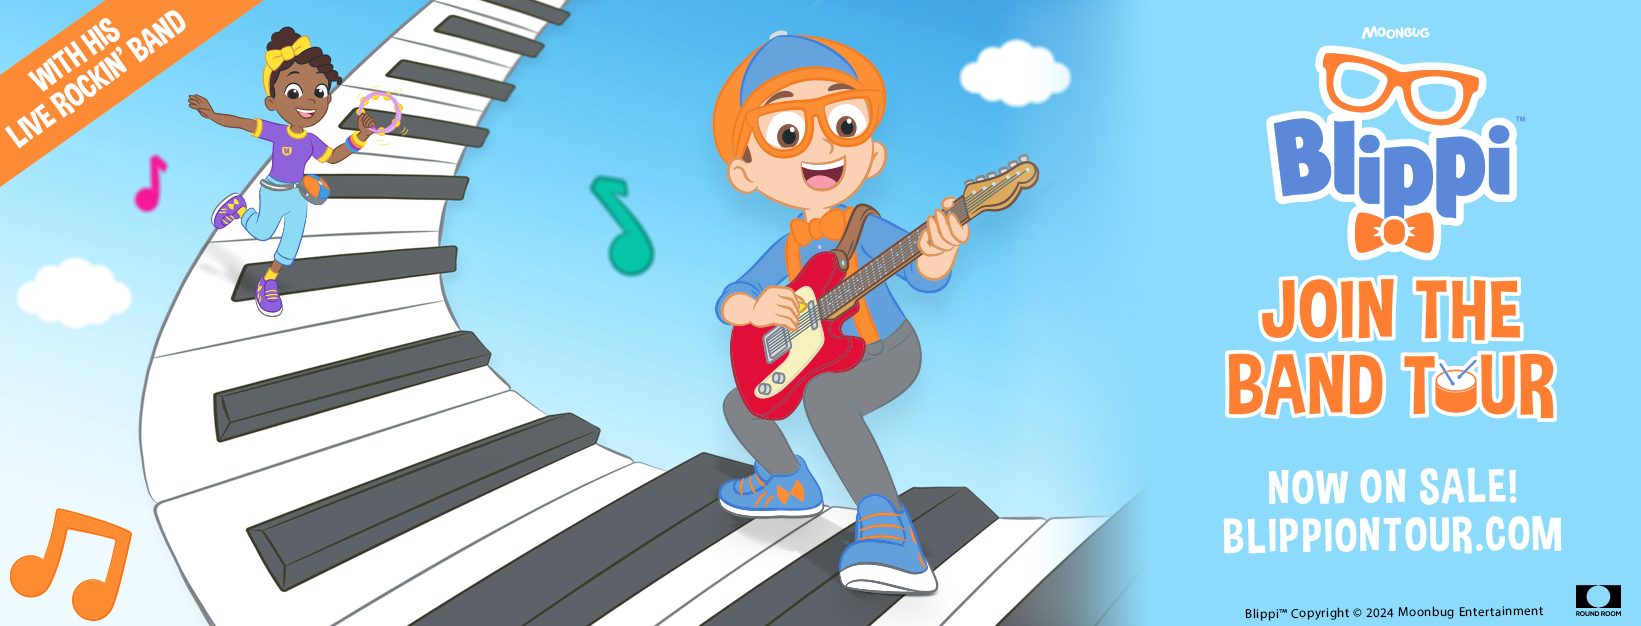 WITH HIS
LIVE ROCKIN' BAND
U
MOONBUG
Blippi™
JOIN THE
BAND TOUR
NOW ON SALE!
BLIPPIONTOUR.COM
Blippi™ Copyright © 2024 Moonbug Entertainment
ROUND ROOM